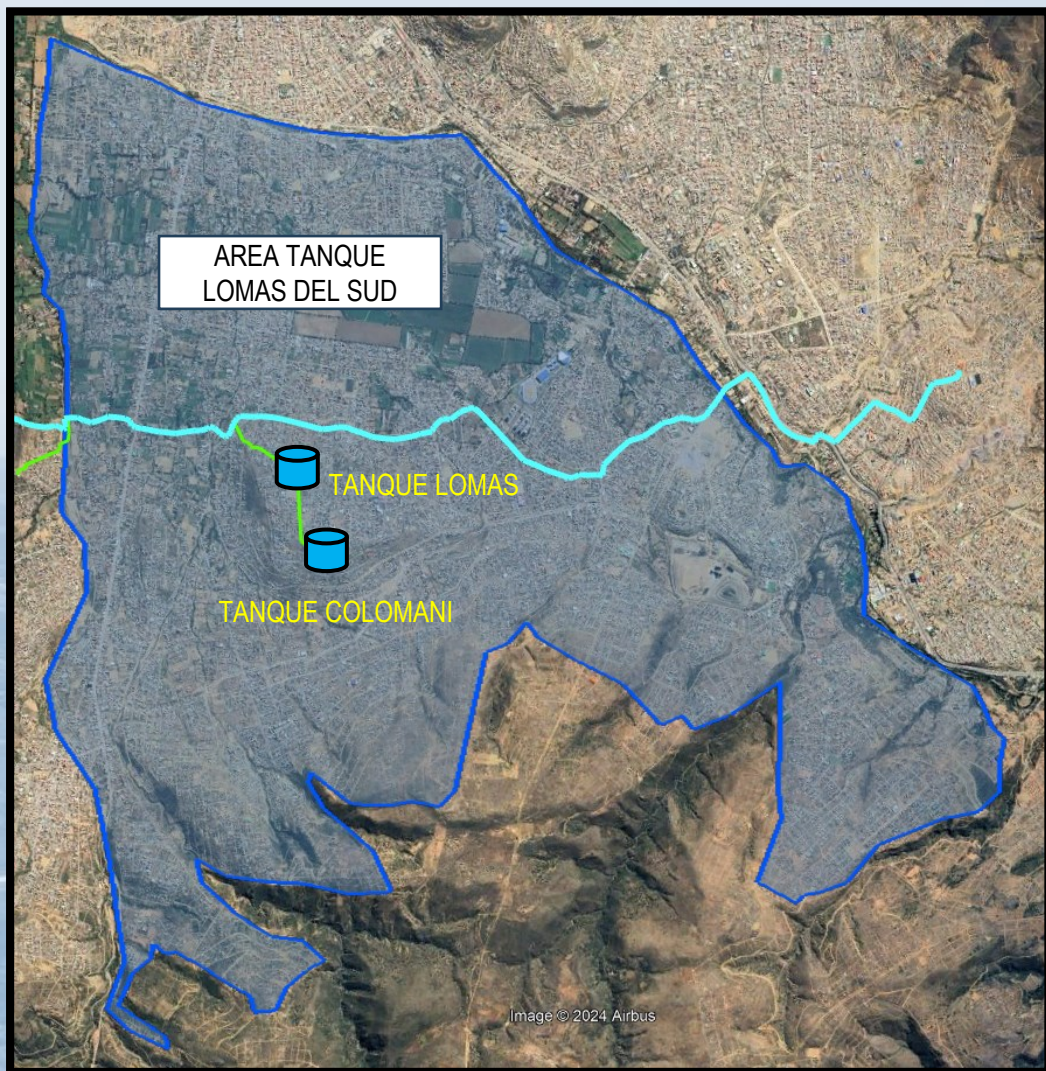 AREA TANQUE
LOMAS DEL SUD
TANQUE LOMAS
TANQUE COLOMANI
Image © 2024 Airbus